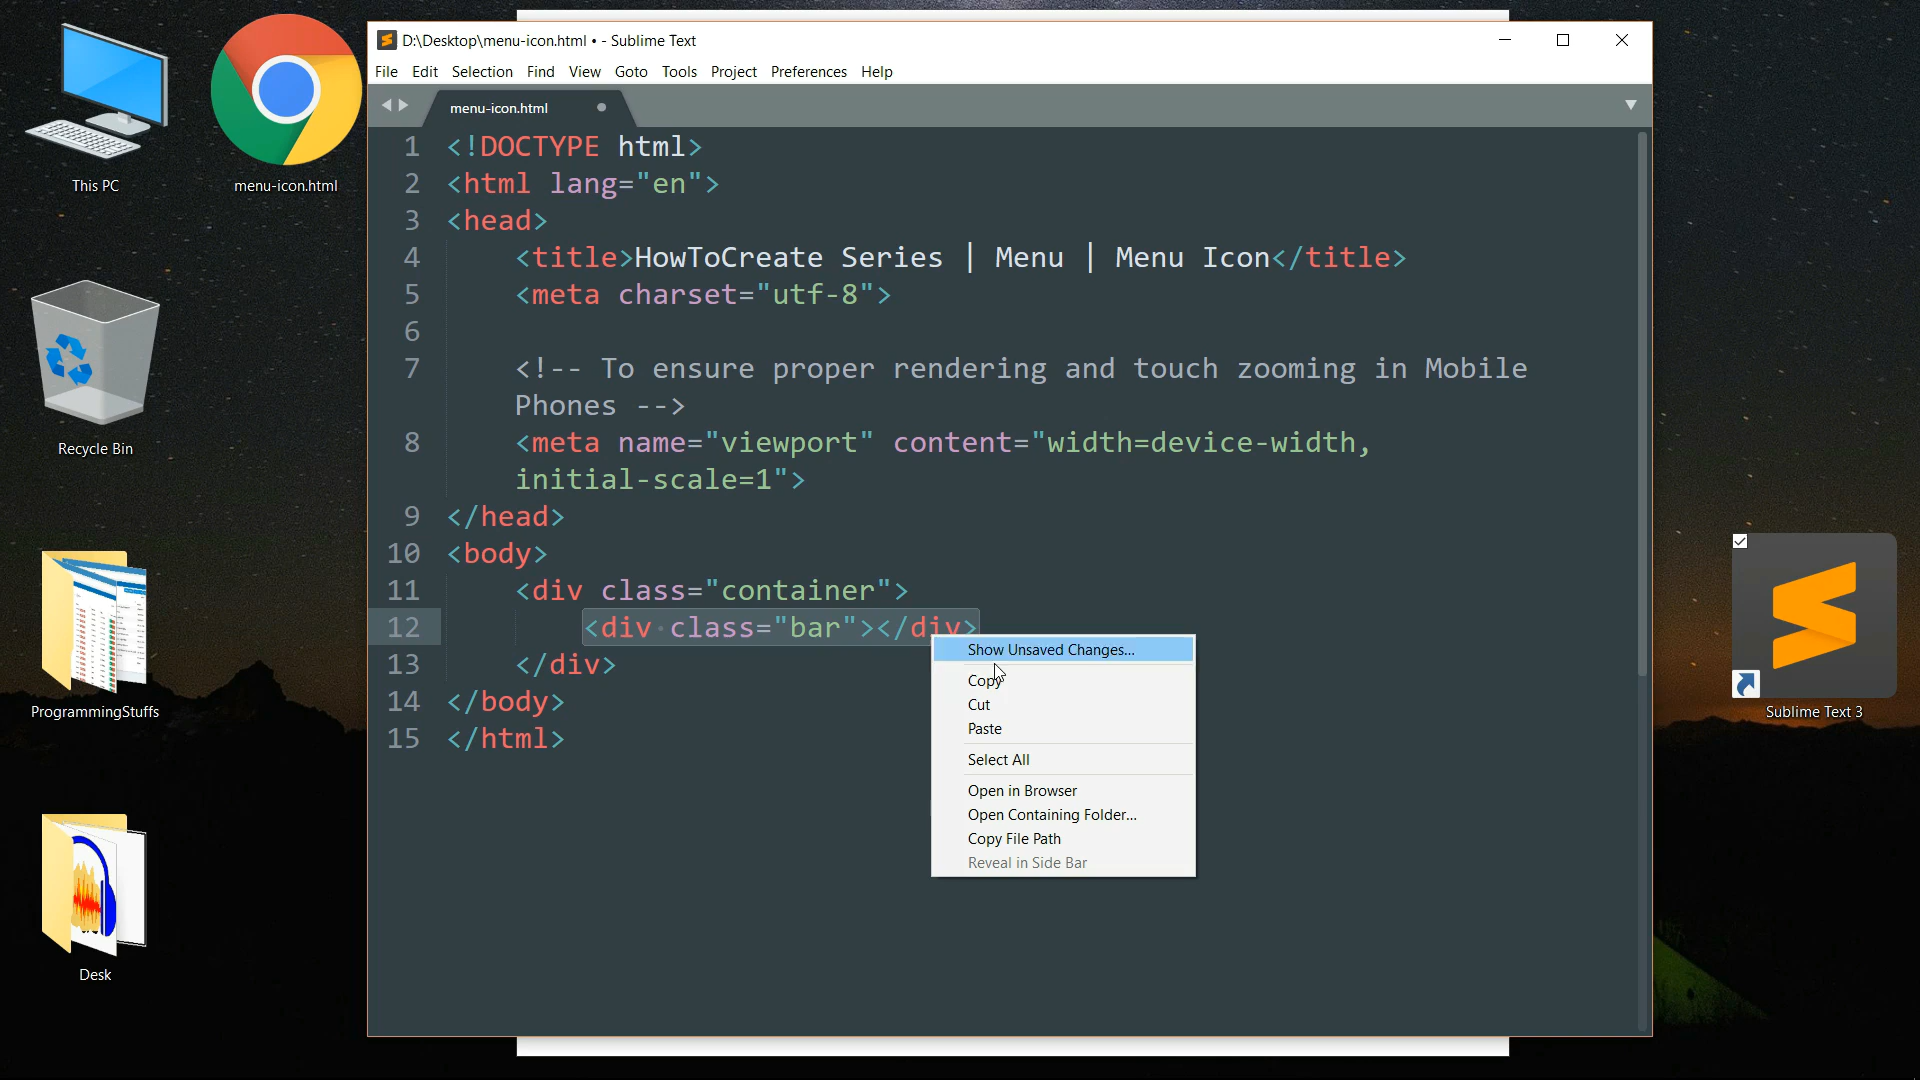 D:\Desktop\menu-icon.html • - Sublime Text
File Edit Selection Find View Goto Tools Project Preferences Help
menu-icon.html
1 <!DOCTYPE html>
2 <html lang="en">
3 <head>
4 <title>HowToCreate Series | Menu | Menu Icon</title>
5 <meta charset="utf-8">
6
7 <!-- To ensure proper rendering and touch zooming in Mobile
Phones -->
8 <meta name="viewport" content="width=device-width,
initial-scale=1">
9 </head>
10 <body>
11 <div class="container">
12 <div class="bar"></div>
13 </div>
14 </body>
15 </html>
Show Unsaved Changes...
Copy
Cut
Paste
Select All
Open in Browser
Open Containing Folder...
Copy File Path
Reveal in Side Bar
This PC
menu-icon.html
Recycle Bin
ProgrammingStuffs
Desk
Sublime Text 3